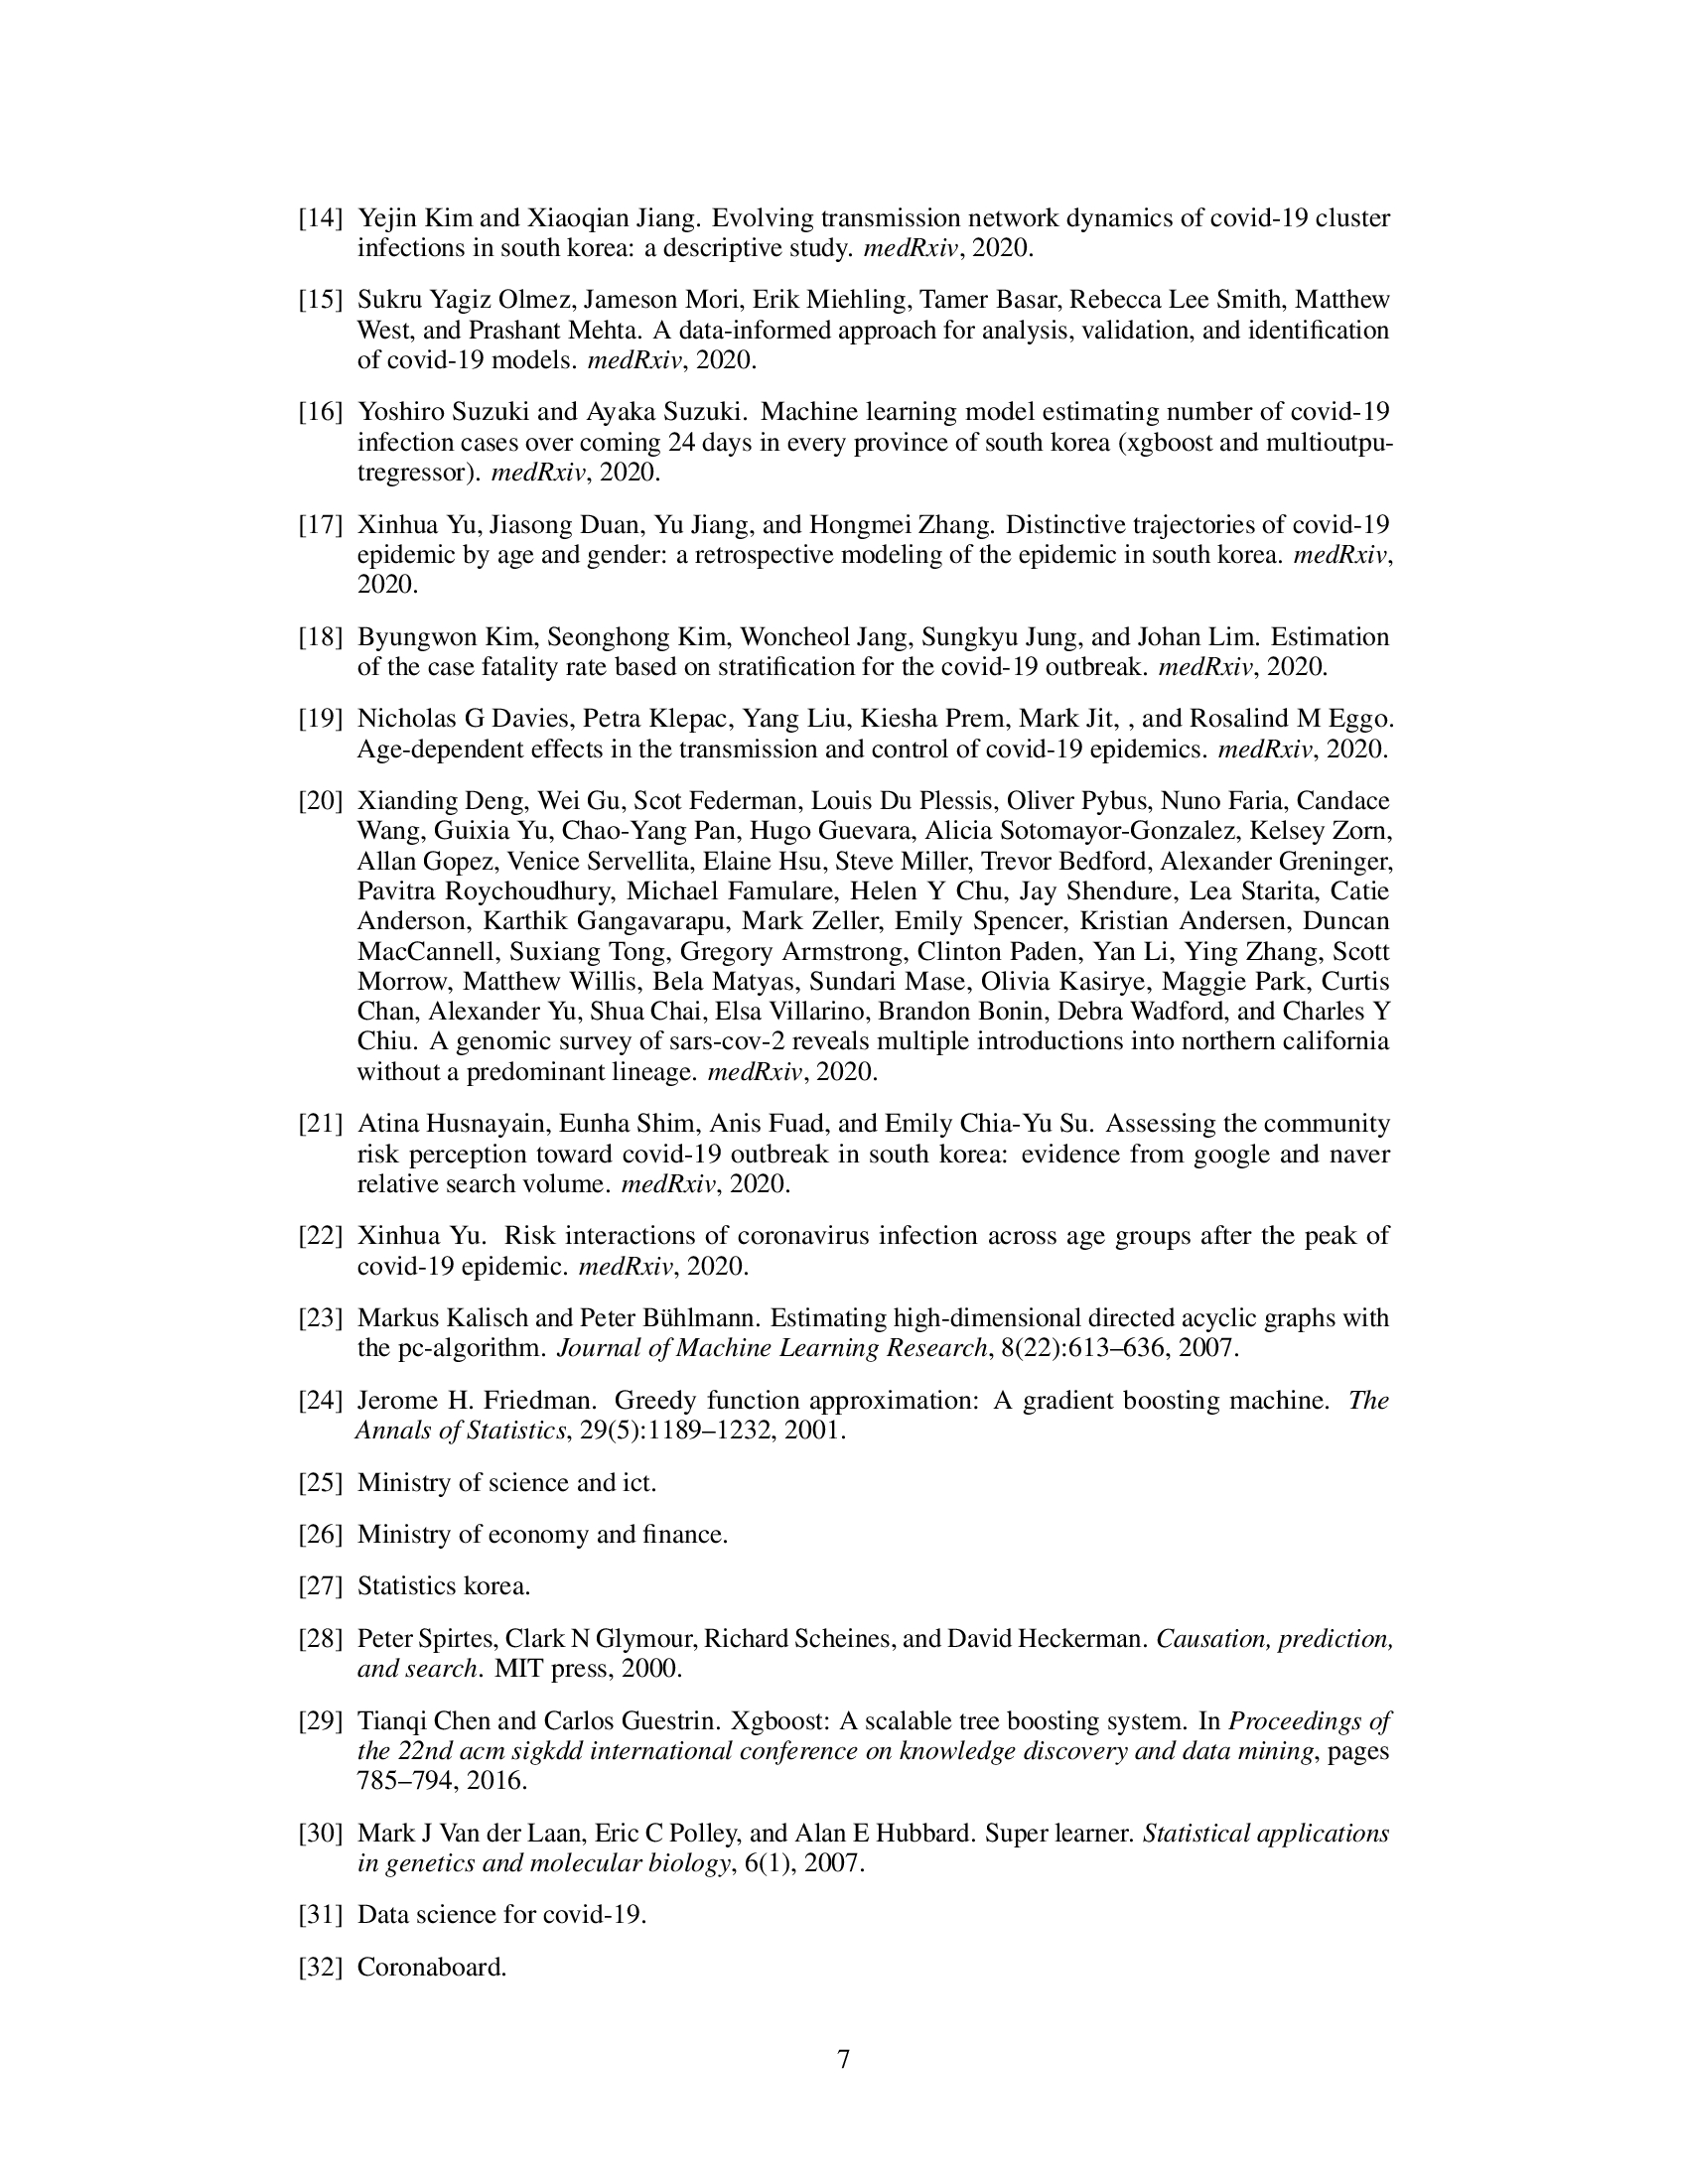 [14] Yejin Kim and Xiaoqian Jiang. Evolving transmission network dynamics of covid-19 cluster
infections in south korea: a descriptive study. medRxiv, 2020.
[15] Sukru Yagiz Olmez, Jameson Mori, Erik Miehling, Tamer Basar, Rebecca Lee Smith, Matthew
West, and Prashant Mehta. A data-informed approach for analysis, validation, and identification
of covid-19 models. medRxiv, 2020.
[16] Yoshiro Suzuki and Ayaka Suzuki. Machine learning model estimating number of covid-19
infection cases over coming 24 days in every province of south korea (xgboost and multioutpu-
tregressor). medRxiv, 2020.
[17] Xinhua Yu, Jiasong Duan, Yu Jiang, and Hongmei Zhang. Distinctive trajectories of covid-19
epidemic by age and gender: a retrospective modeling of the epidemic in south korea. medRxiv,
2020.
[18] Byungwon Kim, Seonghong Kim, Woncheol Jang, Sungkyu Jung, and Johan Lim. Estimation
of the case fatality rate based on stratification for the covid-19 outbreak. medRxiv, 2020.
[19] Nicholas G Davies, Petra Klepac, Yang Liu, Kiesha Prem, Mark Jit, , and Rosalind M Eggo.
Age-dependent effects in the transmission and control of covid-19 epidemics. medRxiv, 2020.
[20] Xianding Deng, Wei Gu, Scot Federman, Louis Du Plessis, Oliver Pybus, Nuno Faria, Candace
Wang, Guixia Yu, Chao-Yang Pan, Hugo Guevara, Alicia Sotomayor-Gonzalez, Kelsey Zorn,
Allan Gopez, Venice Servellita, Elaine Hsu, Steve Miller, Trevor Bedford, Alexander Greninger,
Pavitra Roychoudhury, Michael Famulare, Helen Y Chu, Jay Shendure, Lea Starita, Catie
Anderson, Karthik Gangavarapu, Mark Zeller, Emily Spencer, Kristian Andersen, Duncan
MacCannell, Suxiang Tong, Gregory Armstrong, Clinton Paden, Yan Li, Ying Zhang, Scott
Morrow, Matthew Willis, Bela Matyas, Sundari Mase, Olivia Kasirye, Maggie Park, Curtis
Chan, Alexander Yu, Shua Chai, Elsa Villarino, Brandon Bonin, Debra Wadford, and Charles Y
Chiu. A genomic survey of sars-cov-2 reveals multiple introductions into northern california
without a predominant lineage. medRxiv, 2020.
[21] Atina Husnayain, Eunha Shim, Anis Fuad, and Emily Chia-Yu Su. Assessing the community
risk perception toward covid-19 outbreak in south korea: evidence from google and naver
relative search volume. medRxiv, 2020.
[22] Xinhua Yu. Risk interactions of coronavirus infection across age groups after the peak of
covid-19 epidemic. medRxiv, 2020.
[23] Markus Kalisch and Peter Bühlmann. Estimating high-dimensional directed acyclic graphs with
the pc-algorithm. Journal of Machine Learning Research, 8(22):613–636, 2007.
[24] Jerome H. Friedman. Greedy function approximation: A gradient boosting machine. The
Annals of Statistics, 29(5):1189–1232, 2001.
[25] Ministry of science and ict.
[26] Ministry of economy and finance.
[27] Statistics korea.
[28] Peter Spirtes, Clark N Glymour, Richard Scheines, and David Heckerman. Causation, prediction,
and search. MIT press, 2000.
[29] Tianqi Chen and Carlos Guestrin. Xgboost: A scalable tree boosting system. In Proceedings of
the 22nd acm sigkdd international conference on knowledge discovery and data mining, pages
785–794, 2016.
[30] Mark J Van der Laan, Eric C Polley, and Alan E Hubbard. Super learner. Statistical applications
in genetics and molecular biology, 6(1), 2007.
[31] Data science for covid-19.
[32] Coronaboard.
7